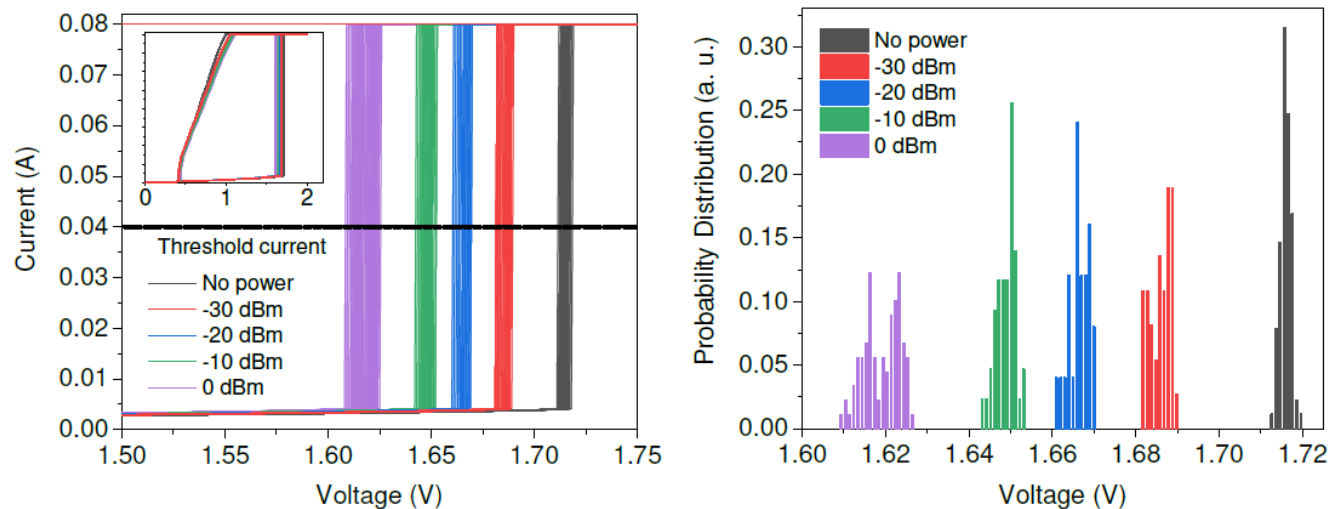 0.08
0.07
0.06
0.05
0.04
0.03
0.02
0.01
0.00
Current (A)
0 1 2
Threshold current
No power
-30 dBm
-20 dBm
-10 dBm
0 dBm
1.50 1.55 1.60 1.65 1.70 1.75
Voltage (V)
0.30
0.25
0.20
0.15
0.10
0.05
0.00
Probability Distribution (a. u.)
No power
-30 dBm
-20 dBm
-10 dBm
0 dBm
1.60 1.62 1.64 1.66 1.68 1.70 1.72
Voltage (V)